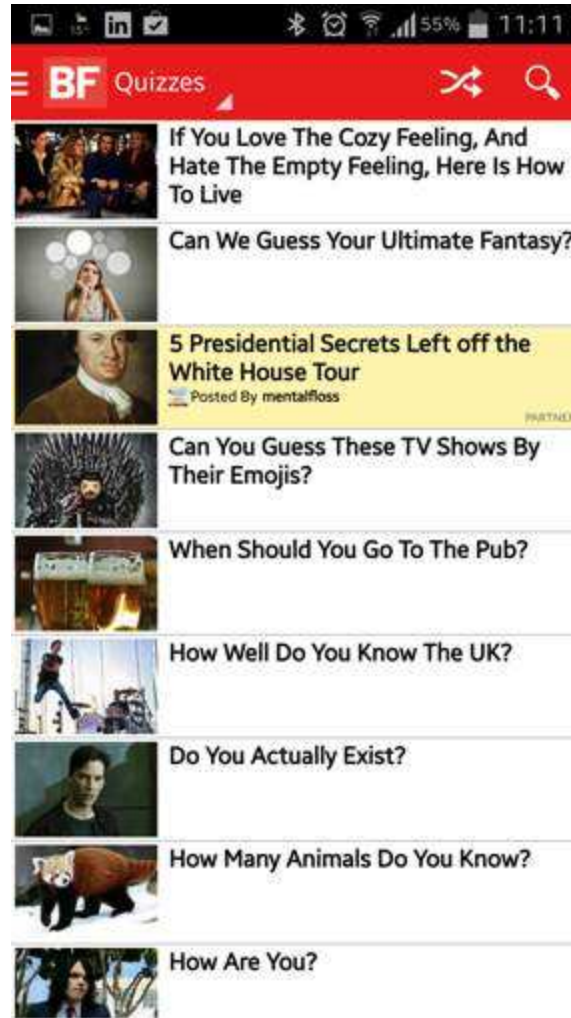 15°
in
55% 11:11
BF Quizzes
If You Love The Cozy Feeling, And
Hate The Empty Feeling, Here Is How
To Live
Can We Guess Your Ultimate Fantasy?
5 Presidential Secrets Left off the
White House Tour
Posted By mentalfloss
PARTNE
Can You Guess These TV Shows By
Their Emojis?
When Should You Go To The Pub?
How Well Do You Know The UK?
Do You Actually Exist?
How Many Animals Do You Know?
How Are You?